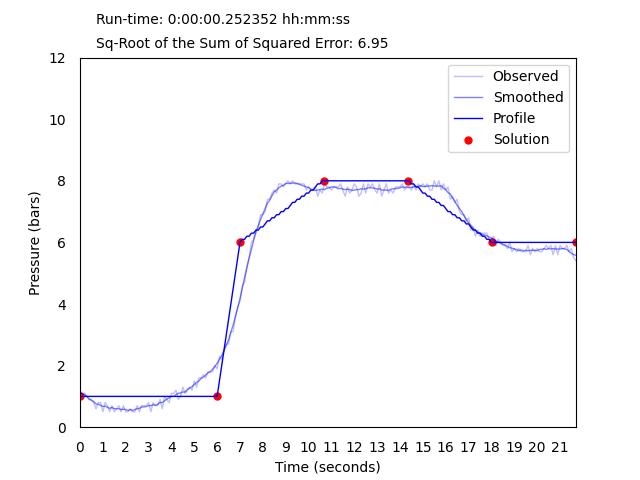 Run-time: 0:00:00.252352 hh:mm:ss
Sq-Root of the Sum of Squared Error: 6.95
12
10
8
6
4
2
0
Pressure (bars)
Observed
Smoothed
Profile
Solution
0 1 2 3 4 5 6 7 8 9 10 11 12 13 14 15 16 17 18 19 20 21
Time (seconds)